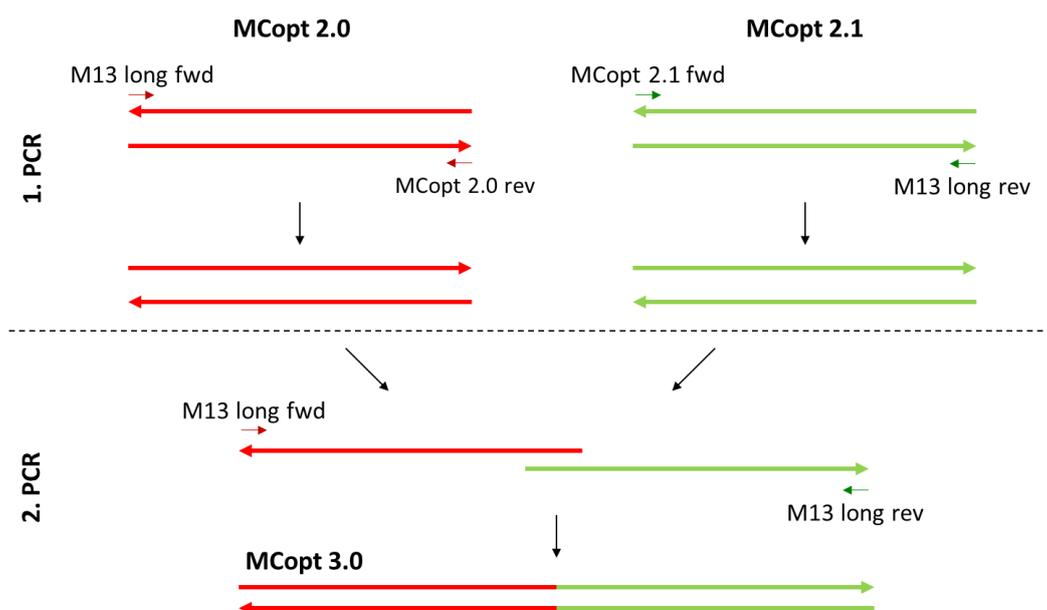 MCopt 2.0
MCopt 2.1
M13 long fwd
MCopt 2.1 fwd
1. PCR
MCopt 2.0 rev
M13 long rev
M13 long fwd
2. PCR
M13 long rev
MCopt 3.0